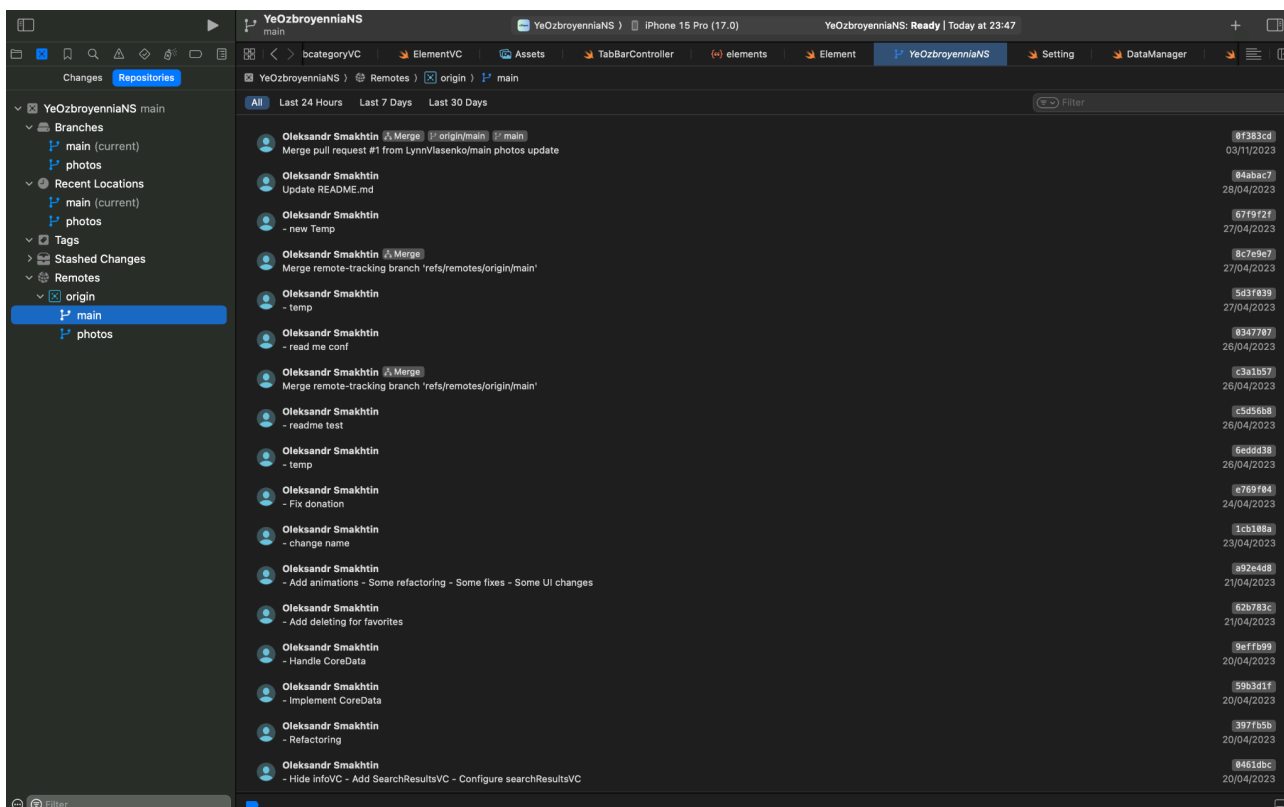 YeOzbroyenniaNS
main
YeOzbroyenniaNS ⟩ iPhone 15 Pro (17.0)
YeOzbroyenniaNS: Ready | Today at 23:47
bcategoryVC ElementVC Assets TabBarController elements Element YeOzbroyenniaNS Setting DataManager
Changes Repositories
YeOzbroyenniaNS ⟩ Remotes ⟩ origin ⟩ main
All Last 24 Hours Last 7 Days Last 30 Days Filter
YeOzbroyenniaNS main
Branches
main (current)
photos
Recent Locations
main (current)
photos
Tags
Stashed Changes
Remotes
origin
main
photos
Filter
Oleksandr Smakhtin Merge origin/main main 0f383cd
Merge pull request #1 from LynnVlasenko/main photos update 03/11/2023
Oleksandr Smakhtin 04abac7
Update README.md 28/04/2023
Oleksandr Smakhtin 67f9f2f
- new Temp 27/04/2023
Oleksandr Smakhtin Merge 8c7e9e7
Merge remote-tracking branch 'refs/remotes/origin/main' 27/04/2023
Oleksandr Smakhtin 5d3f039
- temp 27/04/2023
Oleksandr Smakhtin 0347707
- read me conf 26/04/2023
Oleksandr Smakhtin Merge c3a1b57
Merge remote-tracking branch 'refs/remotes/origin/main' 26/04/2023
Oleksandr Smakhtin c5d56b8
- readme test 26/04/2023
Oleksandr Smakhtin 6eddd38
- temp 26/04/2023
Oleksandr Smakhtin e769f04
- Fix donation 24/04/2023
Oleksandr Smakhtin 1cb108a
- change name 23/04/2023
Oleksandr Smakhtin a92e4d8
- Add animations - Some refactoring - Some fixes - Some UI changes 21/04/2023
Oleksandr Smakhtin 62b783c
- Add deleting for favorites 21/04/2023
Oleksandr Smakhtin 9effb99
- Handle CoreData 20/04/2023
Oleksandr Smakhtin 59b3d1f
- Implement CoreData 20/04/2023
Oleksandr Smakhtin 397fb5b
- Refactoring 20/04/2023
Oleksandr Smakhtin 0461dbc
- Hide infoVC - Add SearchResultsVC - Configure searchResultsVC 20/04/2023